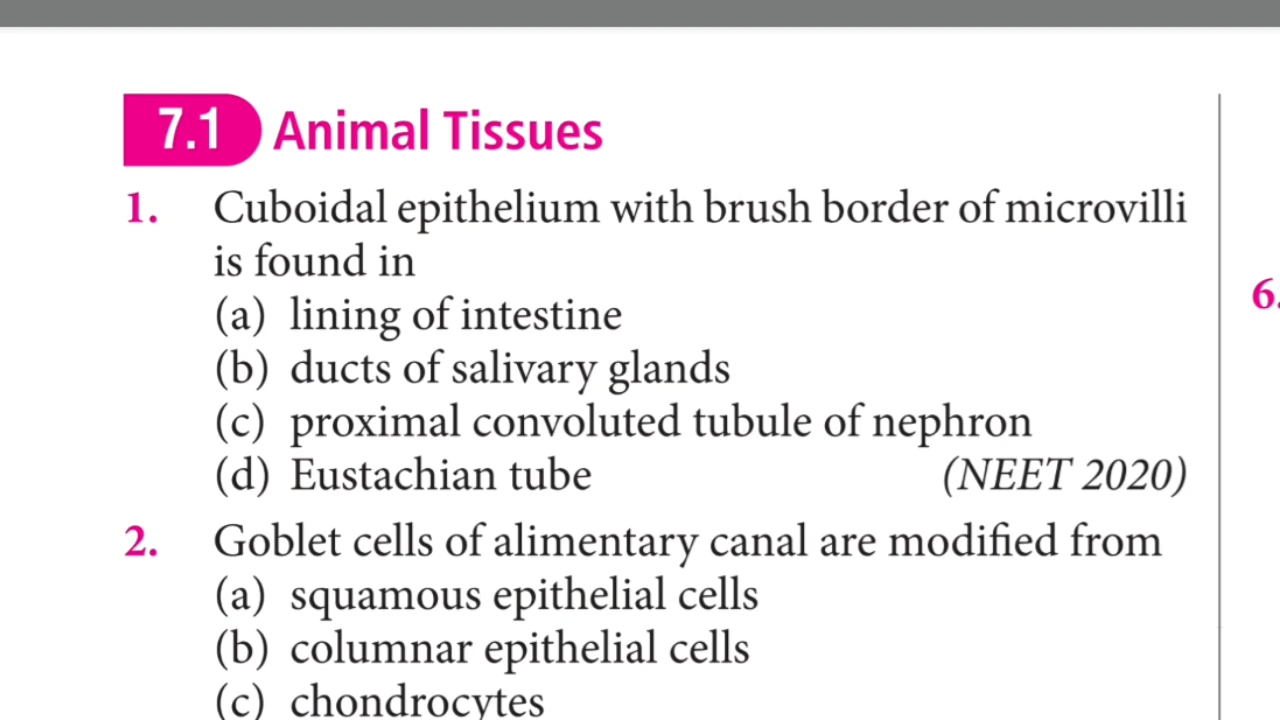 7.1 Animal Tissues
1. Cuboidal epithelium with brush border of microvilli
is found in
(a) lining of intestine
(b) ducts of salivary glands
(c) proximal convoluted tubule of nephron
(d) Eustachian tube (NEET 2020)
2. Goblet cells of alimentary canal are modified from
(a) squamous epithelial cells
(b) columnar epithelial cells
(c) chondrocytes
6.